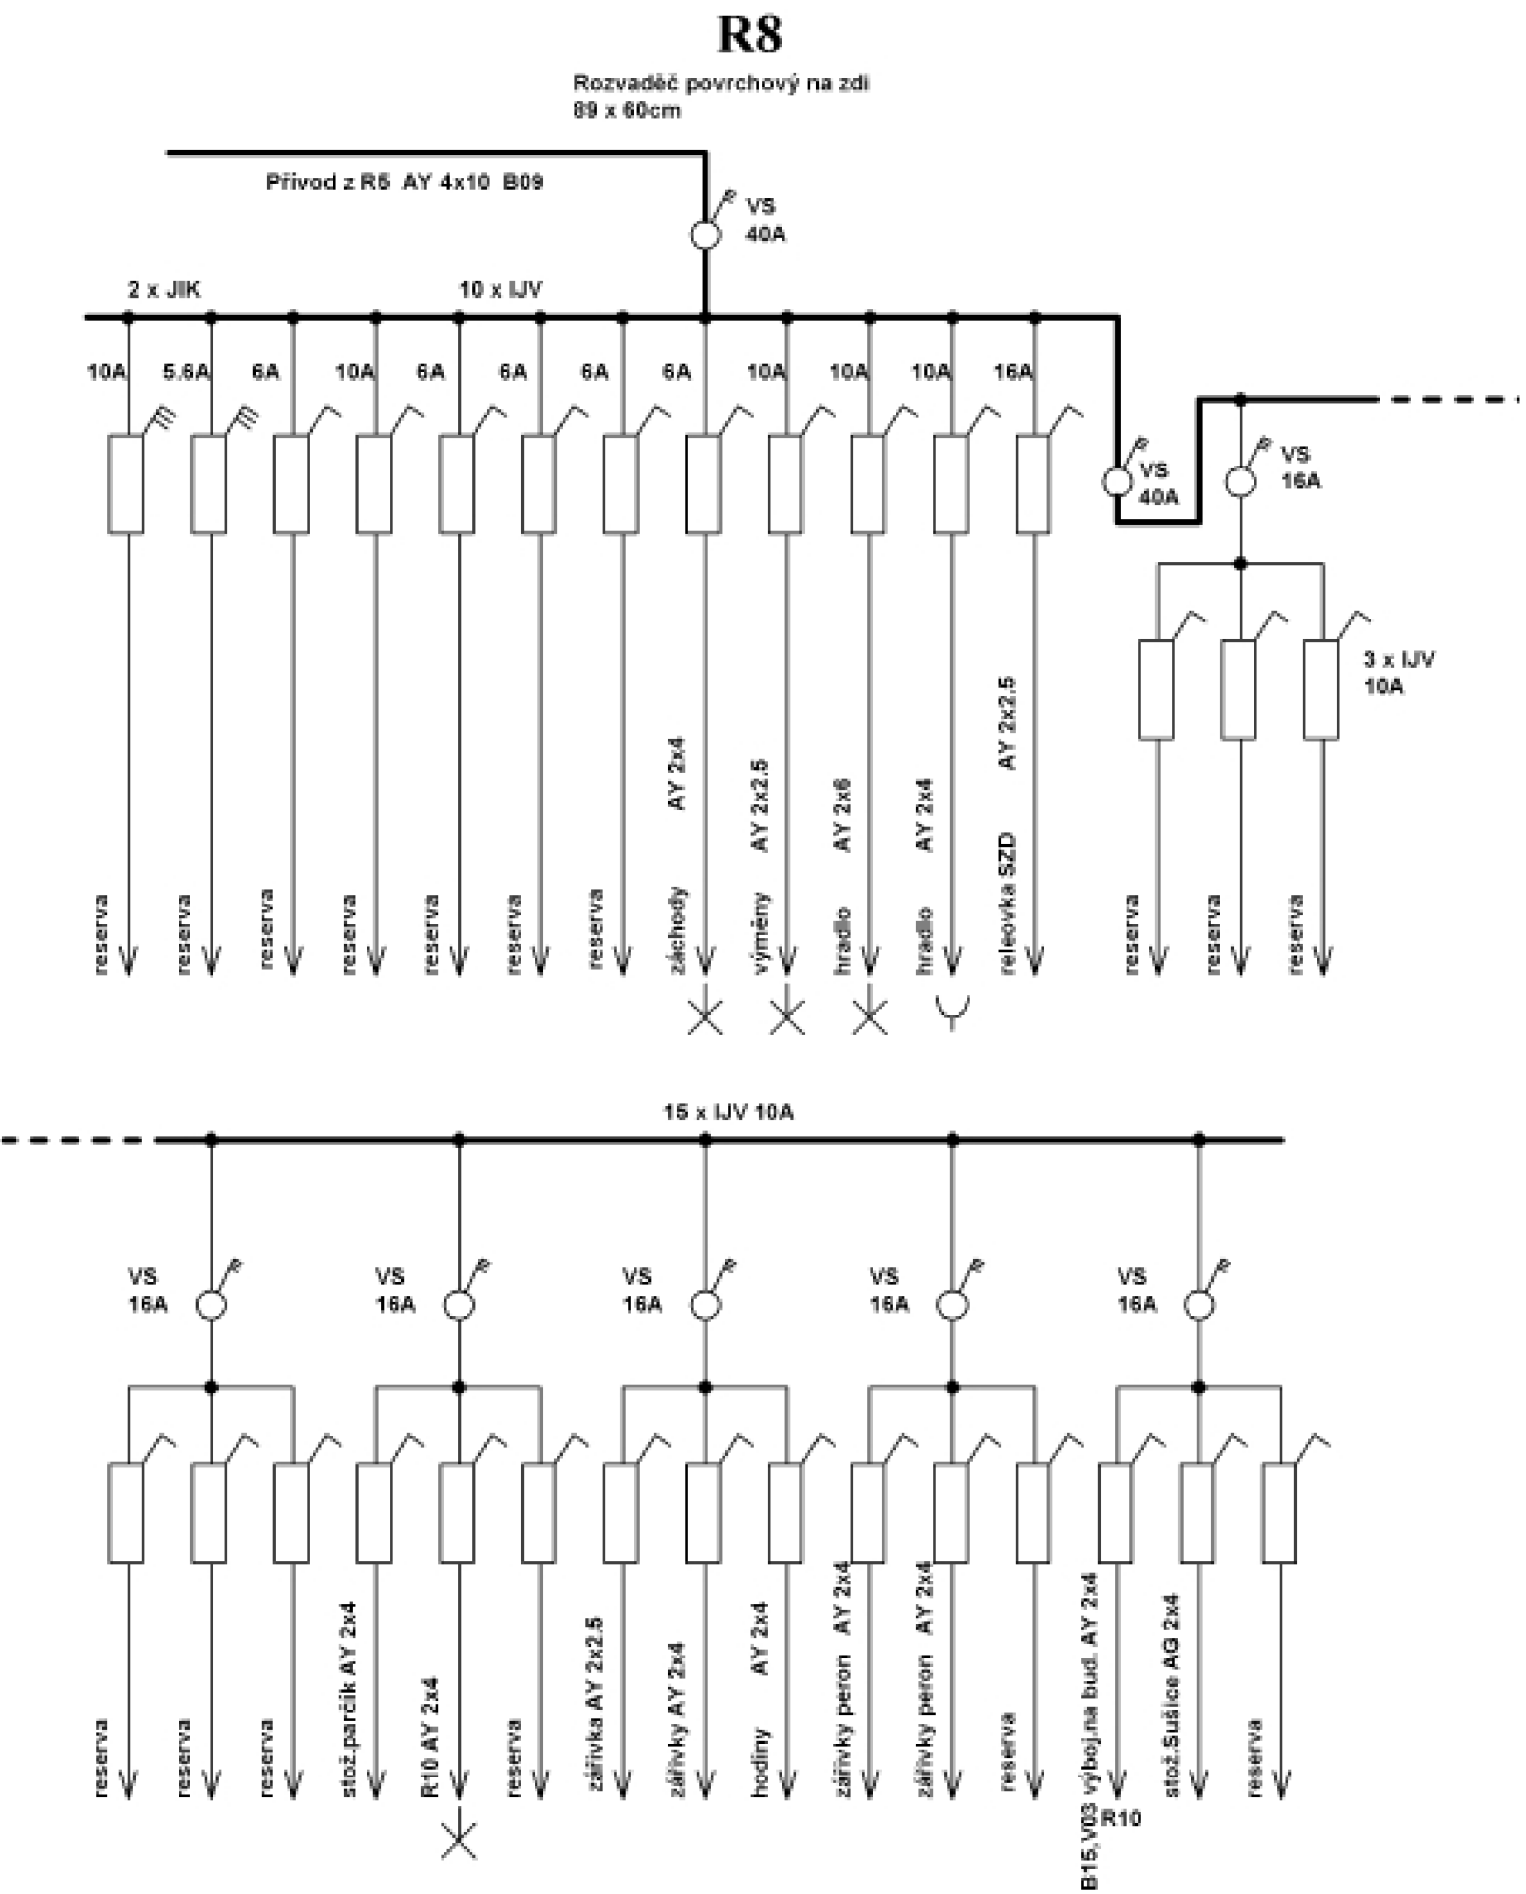 R8
Rozvaděč povrchový na zdi
89 x 60cm
Přívod z R5 AY 4x10 B09
VS
40A
2 x JIK
10 x IJV
10A
5.6A
6A
10A
6A
6A
6A
6A
10A
10A
10A
16A
VS
40A
VS
16A
3 x IJV
10A
reserva
reserva
reserva
reserva
reserva
reserva
reserva
záchody AY 2x4
výměny AY 2x2.5
hradlo AY 2x6
hradlo AY 2x4
releovka SZD AY 2x2.5
reserva
reserva
reserva
15 x IJV 10A
VS
16A
VS
16A
VS
16A
VS
16A
VS
16A
reserva
reserva
reserva
stož.parčík AY 2x4
R10 AY 2x4
reserva
zářivka AY 2x2.5
zářivky AY 2x4
hodiny AY 2x4
zářivky peron AY 2x4
zářivky peron AY 2x4
reserva
B15,V03 výboj.na bud. AY 2x4
R10
stož.Sušice AG 2x4
reserva